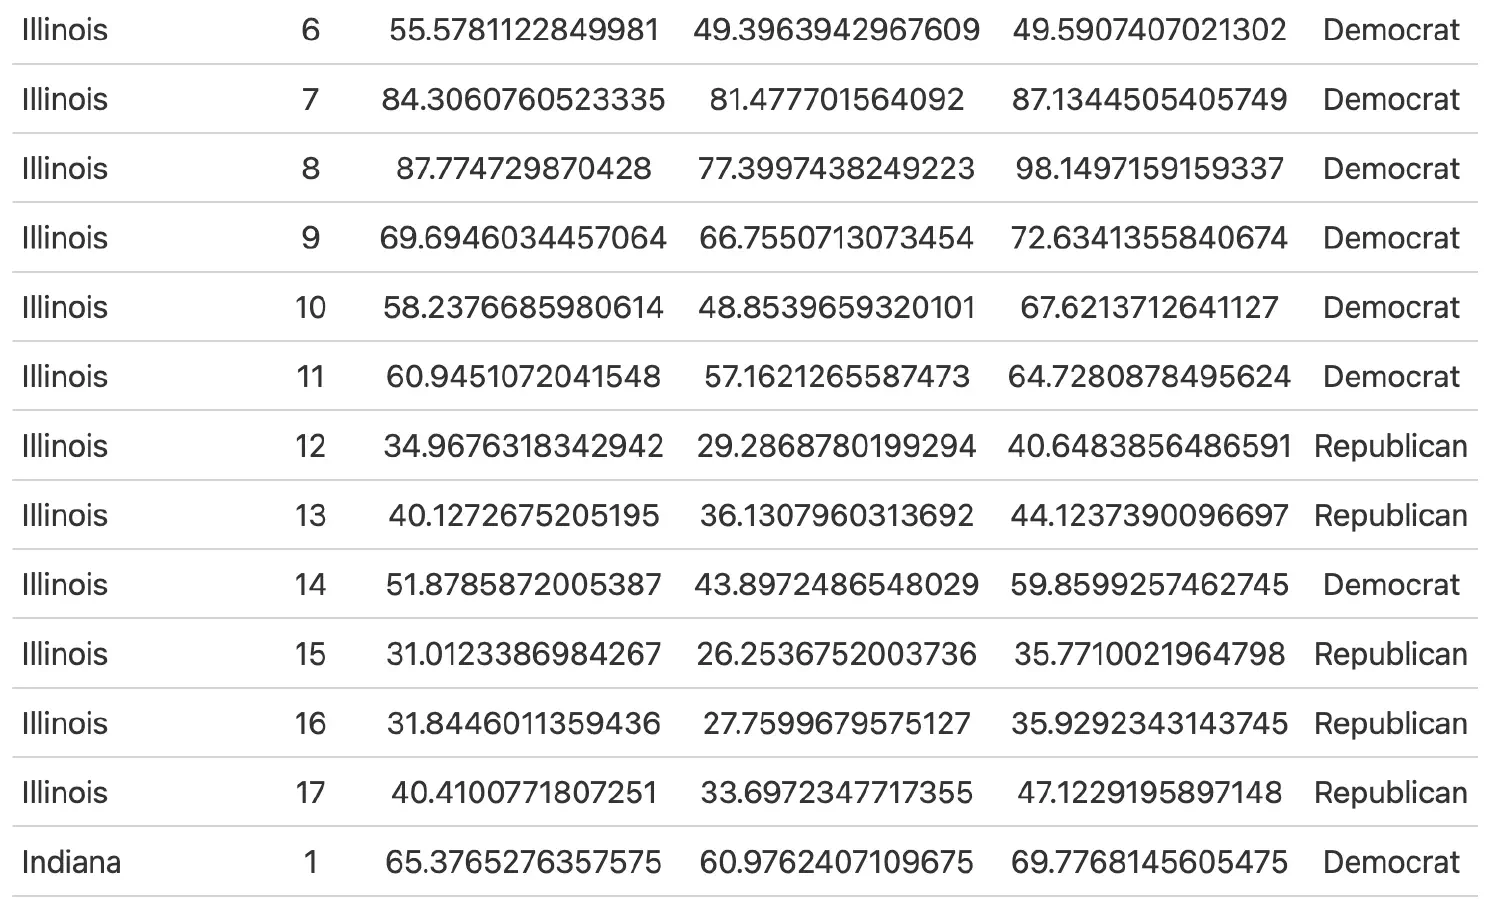 Illinois 6 55.5781122849981 49.3963942967609 49.5907407021302 Democrat
Illinois 7 84.3060760523335 81.477701564092 87.1344505405749 Democrat
Illinois 8 87.774729870428 77.3997438249223 98.1497159159337 Democrat
Illinois 9 69.6946034457064 66.7550713073454 72.6341355840674 Democrat
Illinois 10 58.2376685980614 48.8539659320101 67.6213712641127 Democrat
Illinois 11 60.9451072041548 57.1621265587473 64.7280878495624 Democrat
Illinois 12 34.9676318342942 29.2868780199294 40.6483856486591 Republican
Illinois 13 40.1272675205195 36.1307960313692 44.1237390096697 Republican
Illinois 14 51.8785872005387 43.8972486548029 59.8599257462745 Democrat
Illinois 15 31.0123386984267 26.2536752003736 35.7710021964798 Republican
Illinois 16 31.8446011359436 27.7599679575127 35.9292343143745 Republican
Illinois 17 40.4100771807251 33.6972347717355 47.1229195897148 Republican
Indiana 1 65.3765276357575 60.9762407109675 69.7768145605475 Democrat